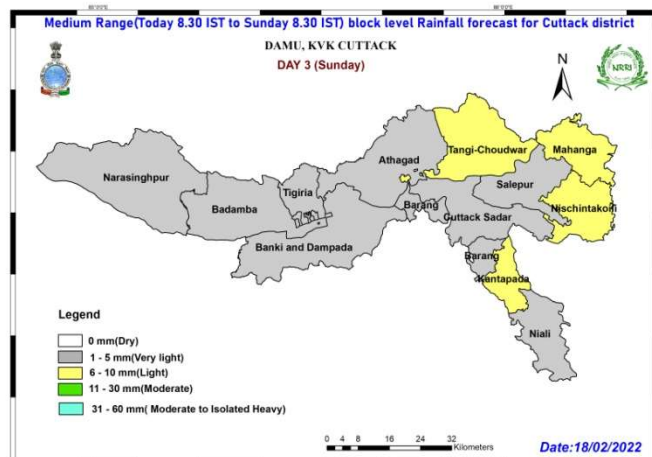 Medium Range(Today 8.30 IST to Sunday 8.30 IST) block level Rainfall forecast for Cuttack district
DAMU, KVK CUTTACK
DAY 3 (Sunday)
NRRI
N
Tangi-Choudwar
Mahanga
Athagad
Narasinghpur
Salepur
Tigiria
Badamba
Barang
Nischintakoili
Cuttack Sadar
Banki and Dampada
Barang
Kantapada
Niali
Legend
0 mm(Dry)
1 - 5 mm(Very light)
6 - 10 mm(Light)
11 - 30 mm(Moderate)
31 - 60 mm( Moderate to Isolated Heavy)
0 4 8 16 24 32
Kilometers
Date:18/02/2022